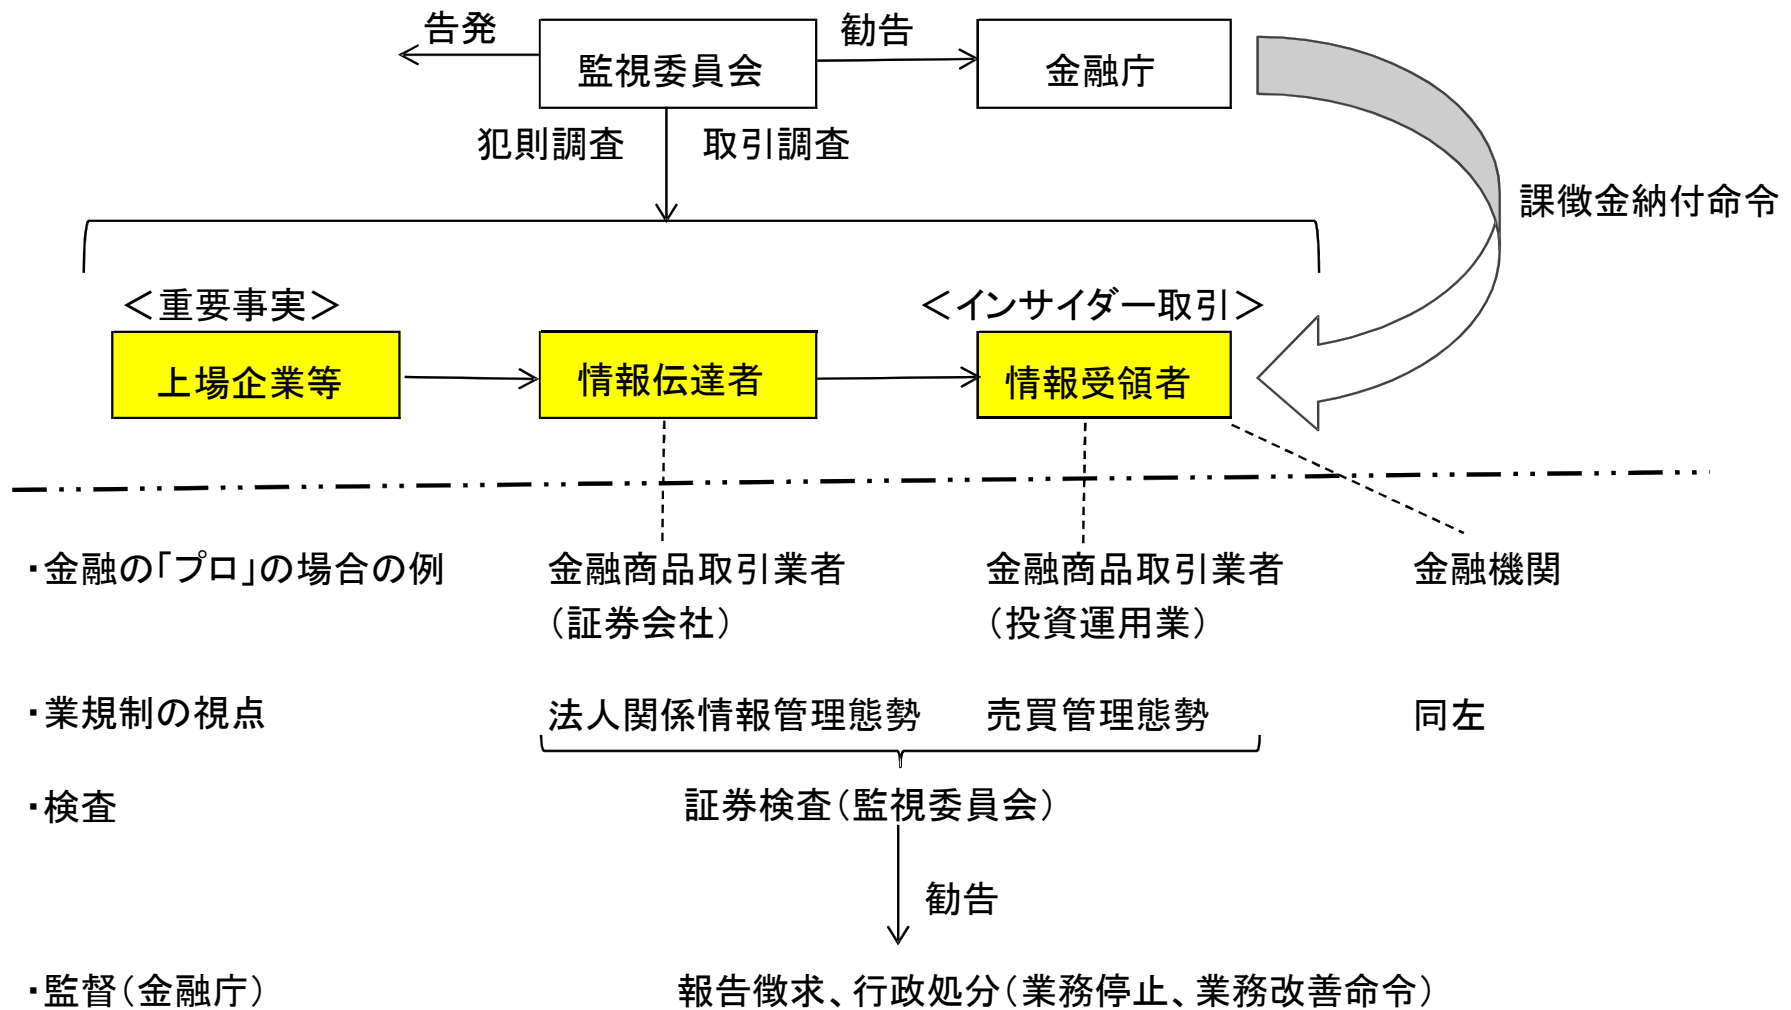 告発
監視委員会
勧告
金融庁
犯則調査
取引調査
課徴金納付命令
＜重要事実＞
＜インサイダー取引＞
上場企業等
情報伝達者
情報受領者
・金融の「プロ」の場合の例
金融商品取引業者
（証券会社）
金融商品取引業者
（投資運用業）
金融機関
・業規制の視点
法人関係情報管理態勢
売買管理態勢
同左
・検査
証券検査（監視委員会）
勧告
・監督（金融庁）
報告徴求、行政処分（業務停止、業務改善命令）